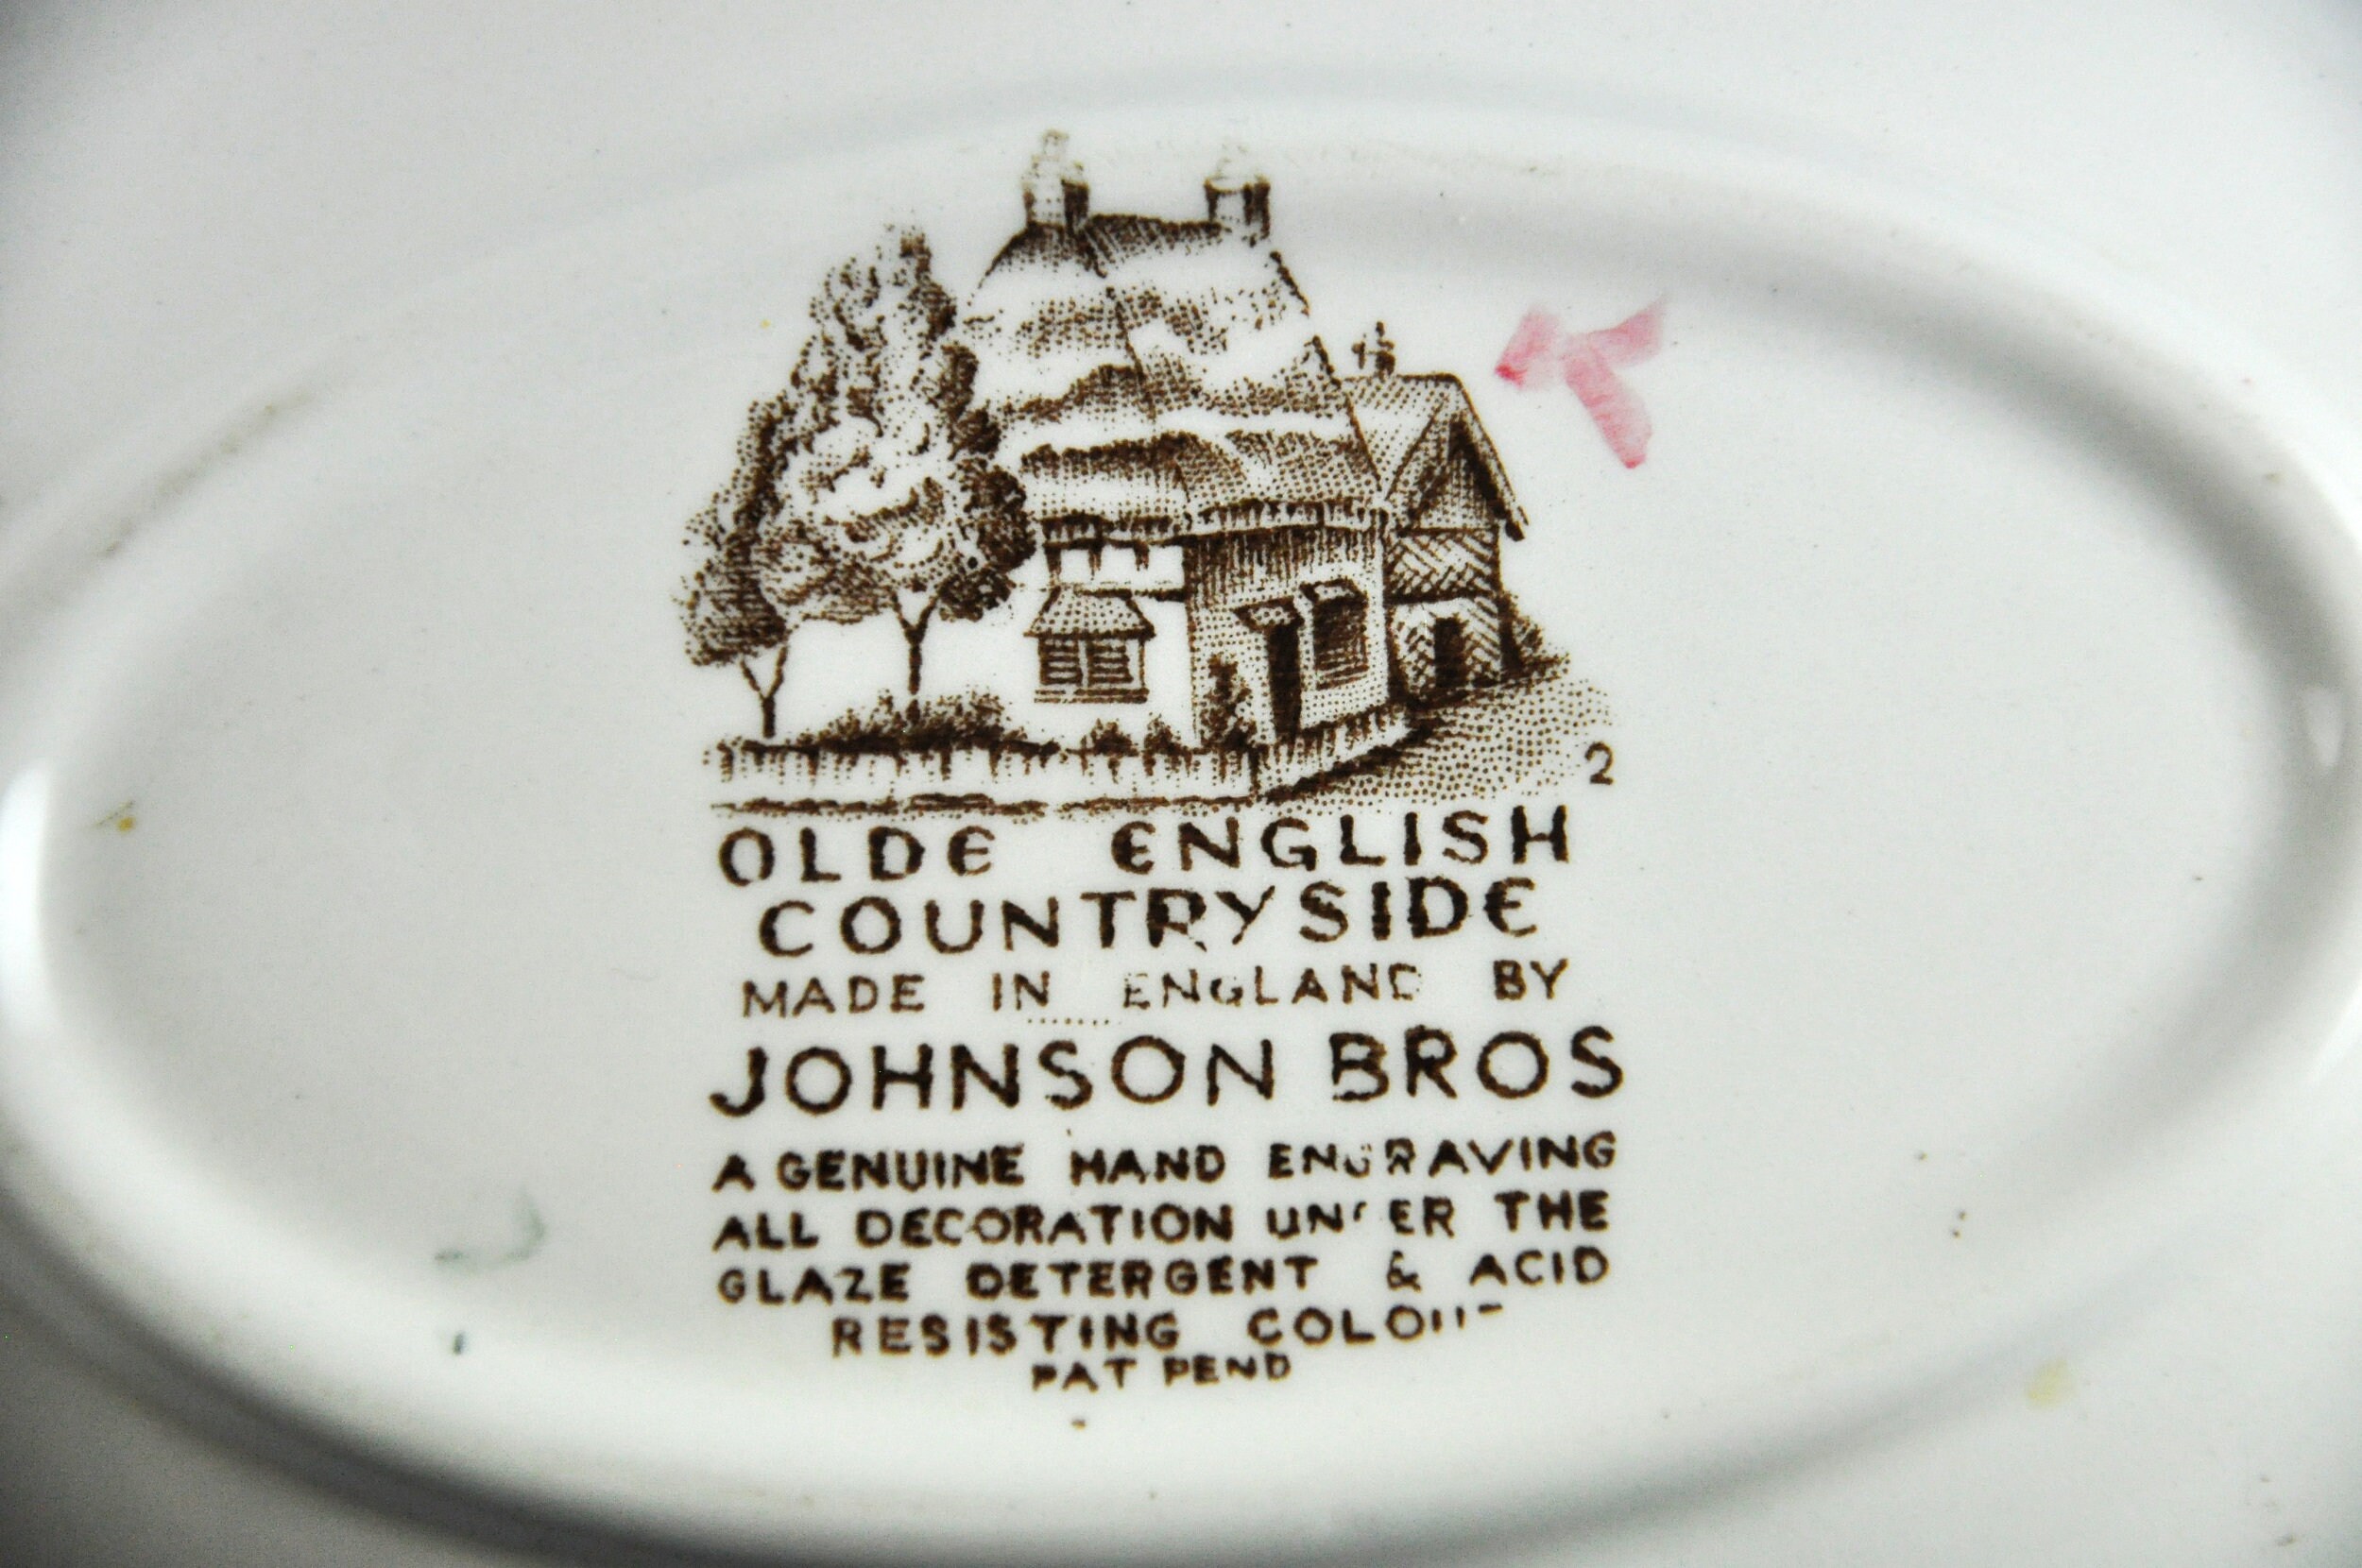 2
OLDE ENGLISH
COUNTRYSIDE
MADE IN ENGLAND BY
JOHNSON BROS
A GENUINE HAND ENGRAVING
ALL DECORATION UNDER THE
GLAZE DETERGENT & ACID
RESISTING
PAT PEND